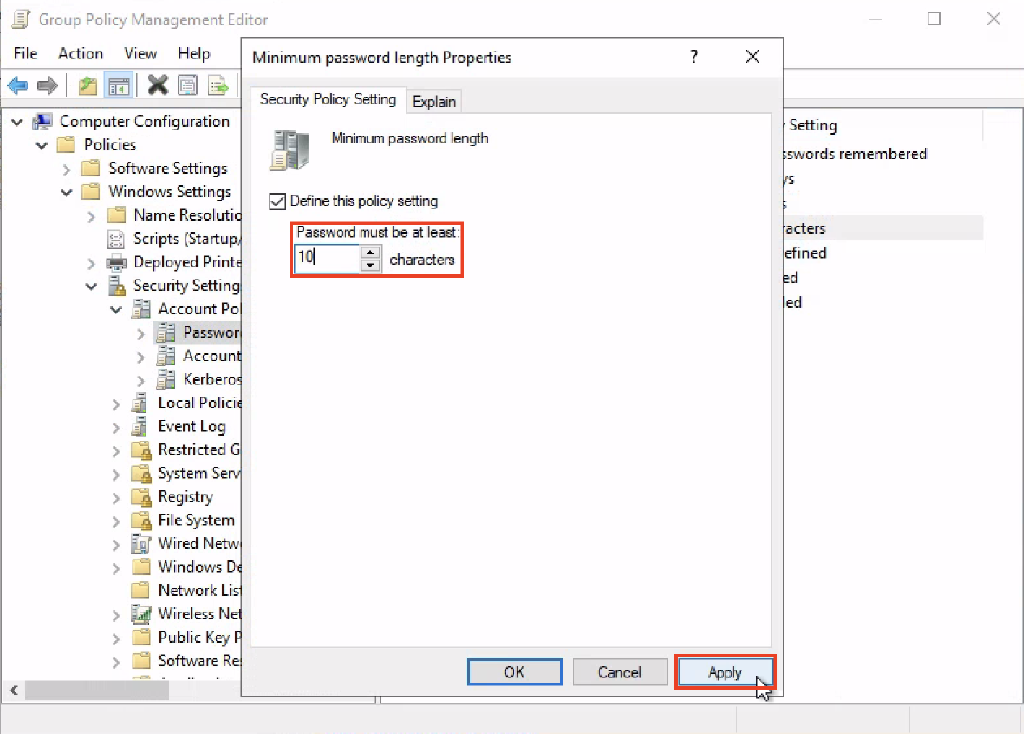 Group Policy Management Editor
File Action View Help
Computer Configuration
Policies
Software Settings
Windows Settings
Name Resolutio
Scripts (Startup/
Deployed Printe
Security Setting
Account Pol
Passwor
Account
Kerberos
Local Policie
Event Log
Restricted G
System Serv
Registry
File System
Wired Netw
Windows De
Network List
Wireless Net
Public Key P
Software Res
Minimum password length Properties
?
Security Policy Setting Explain
Minimum password length
Define this policy setting
Password must be at least:
10 characters
OK Cancel Apply
y Setting
sswords remembered
ys
s
racters
efined
ed
led